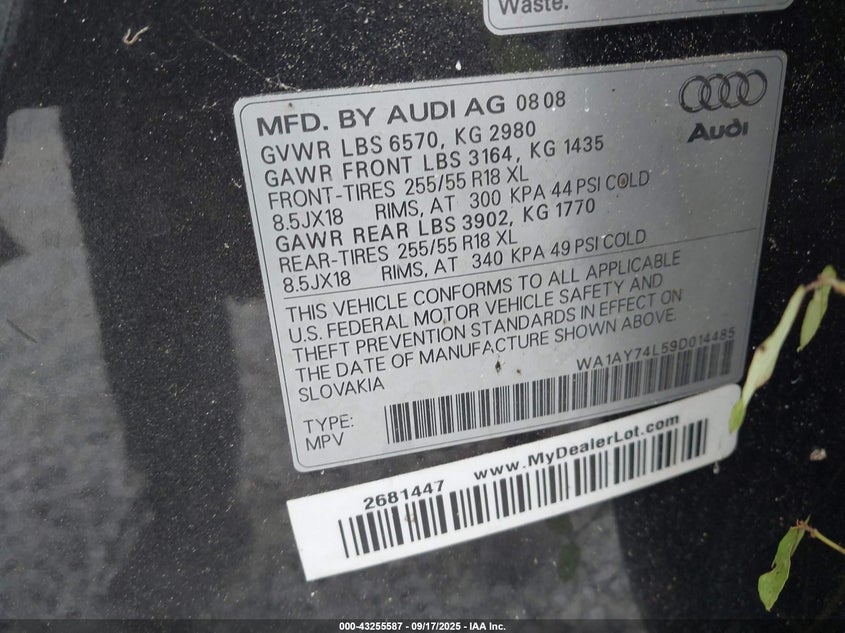 Waste.
MFD. BY AUDI AG 08 08
Audi
GVWR LBS 6570, KG 2980
GAWR FRONT LBS 3164, KG 1435
FRONT-TIRES 255/55 R18 XL
8.5JX18 RIMS, AT 300 KPA 44 PSI COLD
GAWR REAR LBS 3902, KG 1770
REAR-TIRES 255/55 R18 XL
8.5JX18 RIMS, AT 340 KPA 49 PSI COLD
THIS VEHICLE CONFORMS TO ALL APPLICABLE
U.S. FEDERAL MOTOR VEHICLE SAFETY AND
THEFT PREVENTION STANDARDS IN EFFECT ON
THE DATE OF MANUFACTURE SHOWN ABOVE.
SLOVAKIA
WA1AY74L59D014485
TYPE:
MPV
2681447 www.MyDealerLot.com
000-43255587 - 09/17/2025 - IAA Inc.